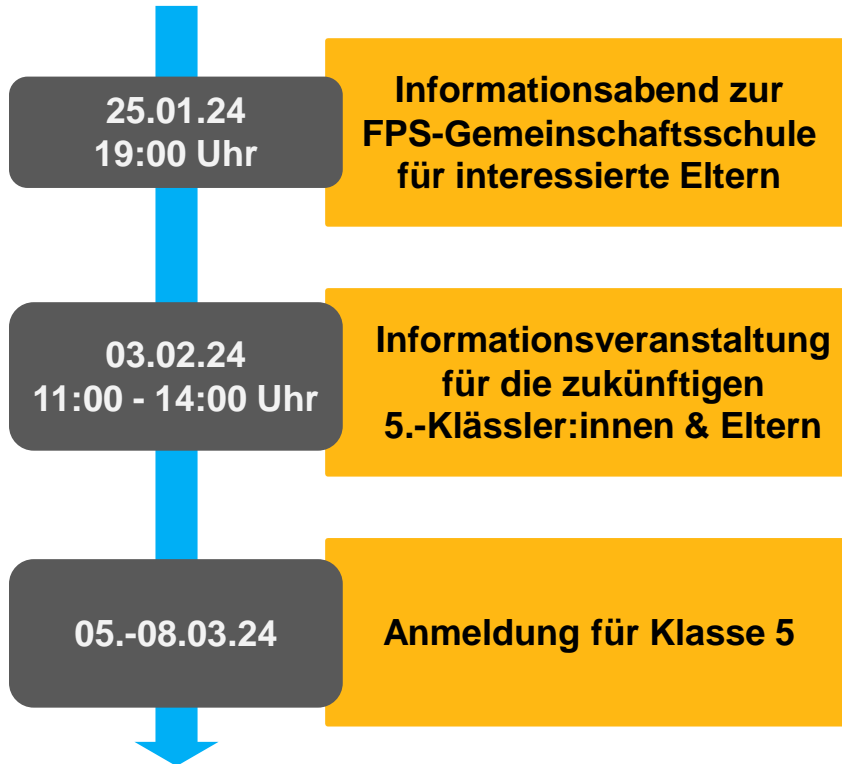 25.01.24
19:00 Uhr
Informationsabend zur
FPS-Gemeinschaftsschule
für interessierte Eltern
03.02.24
11:00 - 14:00 Uhr
Informationsveranstaltung
für die zukünftigen
5.-Klässler:innen & Eltern
05.-08.03.24
Anmeldung für Klasse 5